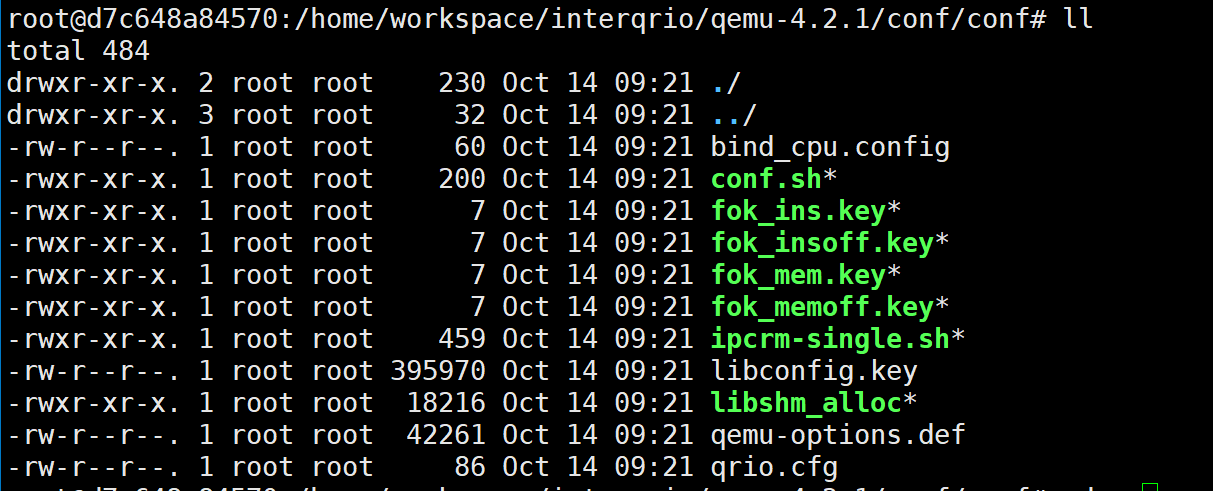 root@d7c648a84570:/home/workspace/interqrio/qemu-4.2.1/conf/conf# ll
total 484
drwxr-xr-x. 2 root root    230 Oct 14 09:21 ./
drwxr-xr-x. 3 root root     32 Oct 14 09:21 ../
-rw-r--r--. 1 root root     60 Oct 14 09:21 bind_cpu.config
-rwxr-xr-x. 1 root root    200 Oct 14 09:21 conf.sh*
-rwxr-xr-x. 1 root root      7 Oct 14 09:21 fok_ins.key*
-rwxr-xr-x. 1 root root      7 Oct 14 09:21 fok_insoff.key*
-rwxr-xr-x. 1 root root      7 Oct 14 09:21 fok_mem.key*
-rwxr-xr-x. 1 root root      7 Oct 14 09:21 fok_memoff.key*
-rwxr-xr-x. 1 root root    459 Oct 14 09:21 ipcrm-single.sh*
-rw-r--r--. 1 root root 395970 Oct 14 09:21 libconfig.key
-rwxr-xr-x. 1 root root  18216 Oct 14 09:21 libshm_alloc*
-rw-r--r--. 1 root root  42261 Oct 14 09:21 qemu-options.def
-rw-r--r--. 1 root root     86 Oct 14 09:21 qrio.cfg